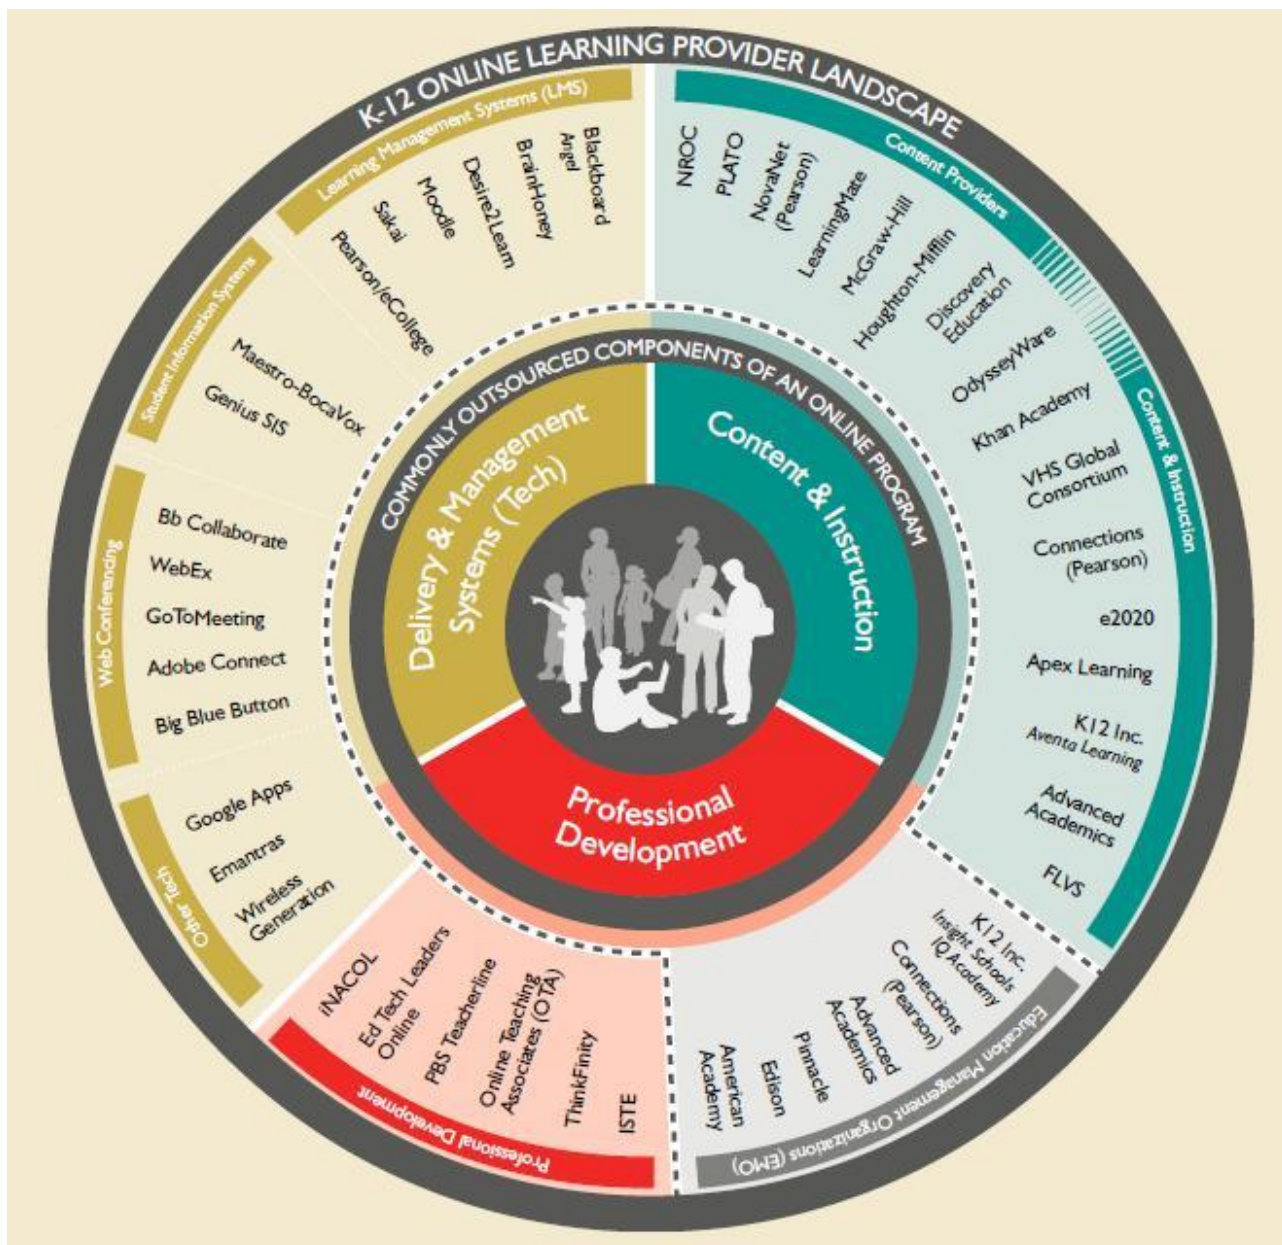 K-12 ONLINE LEARNING PROVIDER LANDSCAPE
Learning Management Systems (LMS)
Pearson/eCollege
Sakai
Moodle
Desire2Learn
BrainHoney
Blackboard
Angel
Content Providers
NROC
PLATO
NovaNet
(Pearson)
LearningMate
McGraw-Hill
Houghton-Mifflin
Discovery
Education
OdysseyWare
Khan Academy
Content & Instruction
VHS Global
Consortium
Connections
(Pearson)
e2020
Apex Learning
K12 Inc.
Aventa Learning
Advanced
Academics
FLVS
Education Management Organizations (EMO)
K12 Inc.
Insight Schools
IQ Academy
Connections
(Pearson)
Advanced
Academics
Pinnacle
Edison
American
Academy
Professional Development
ISTE
ThinkFinity
Online Teaching
Associates (OTA)
PBS Teacherline
Ed Tech Leaders
Online
iNACOL
Other Tech
Wireless
Generation
Emantras
Google Apps
Web Conferencing
Big Blue Button
Adobe Connect
GoToMeeting
WebEx
Bb Collaborate
Student Information Systems
Genius SIS
Maestro-BocaVox
COMMONLY OUTSOURCED COMPONENTS OF AN ONLINE PROGRAM
Delivery & Management
Systems (Tech)
Content & Instruction
Professional
Development